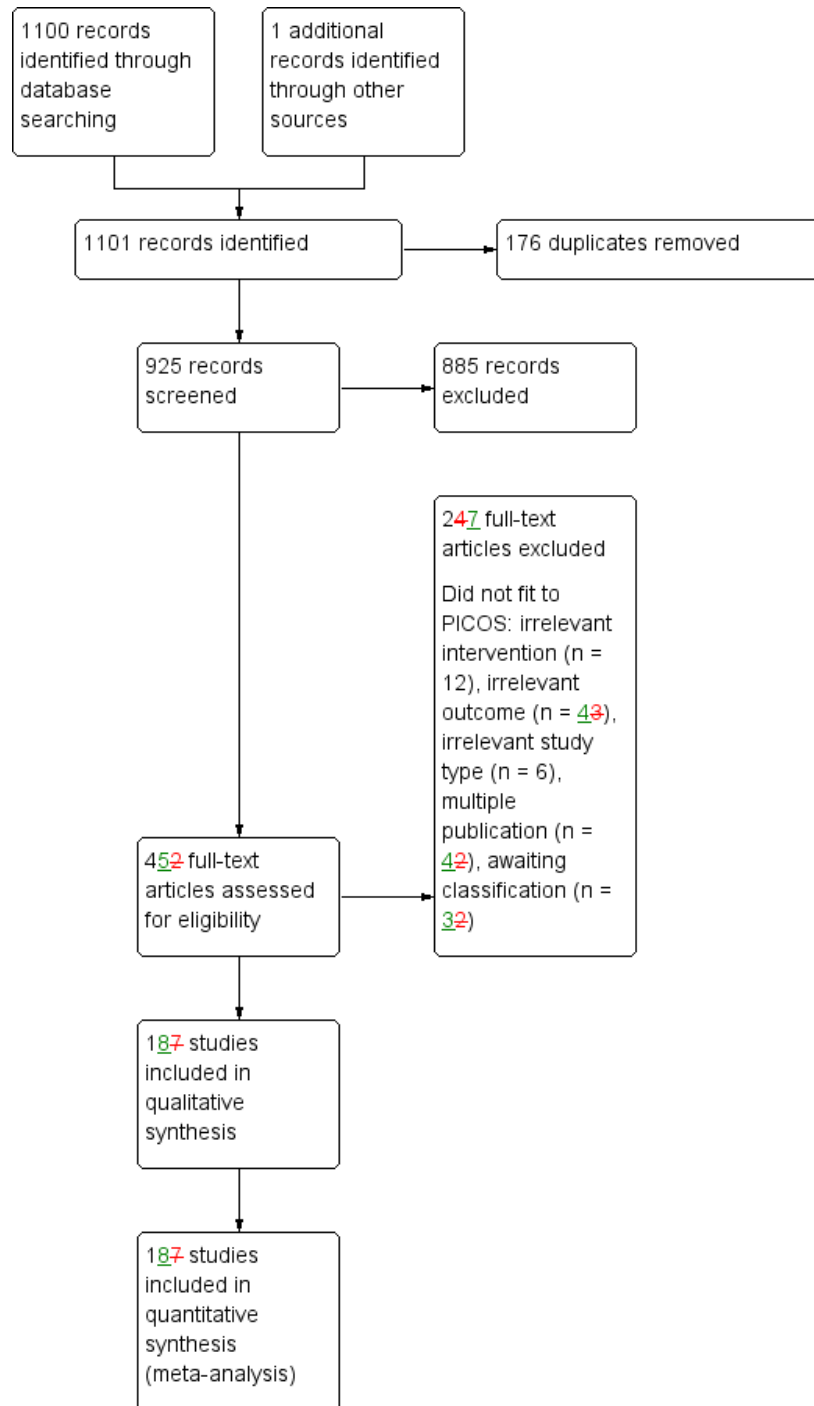 1100 records
identified through
database
searching
1 additional
records identified
through other
sources
1101 records identified
176 duplicates removed
925 records
screened
885 records
excluded
247 full-text
articles excluded
Did not fit to
PICOS: irrelevant
intervention (n =
12), irrelevant
outcome (n = 43),
irrelevant study
type (n = 6),
multiple
publication (n =
42), awaiting
classification (n =
32)
452 full-text
articles assessed
for eligibility
187 studies
included in
qualitative
synthesis
187 studies
included in
quantitative
synthesis
(meta-analysis)